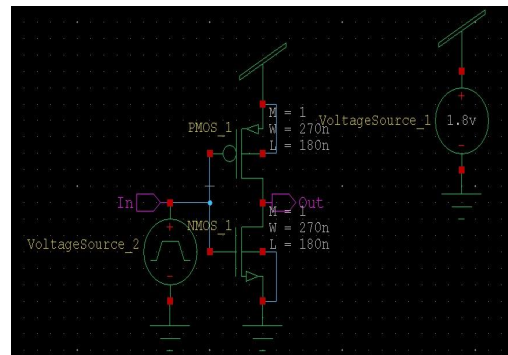 PMOS_1
M = 1
W = 270n
L = 180n
VoltageSource_1
1.8v
In
Out
NMOS_1
M = 1
W = 270n
L = 180n
VoltageSource_2